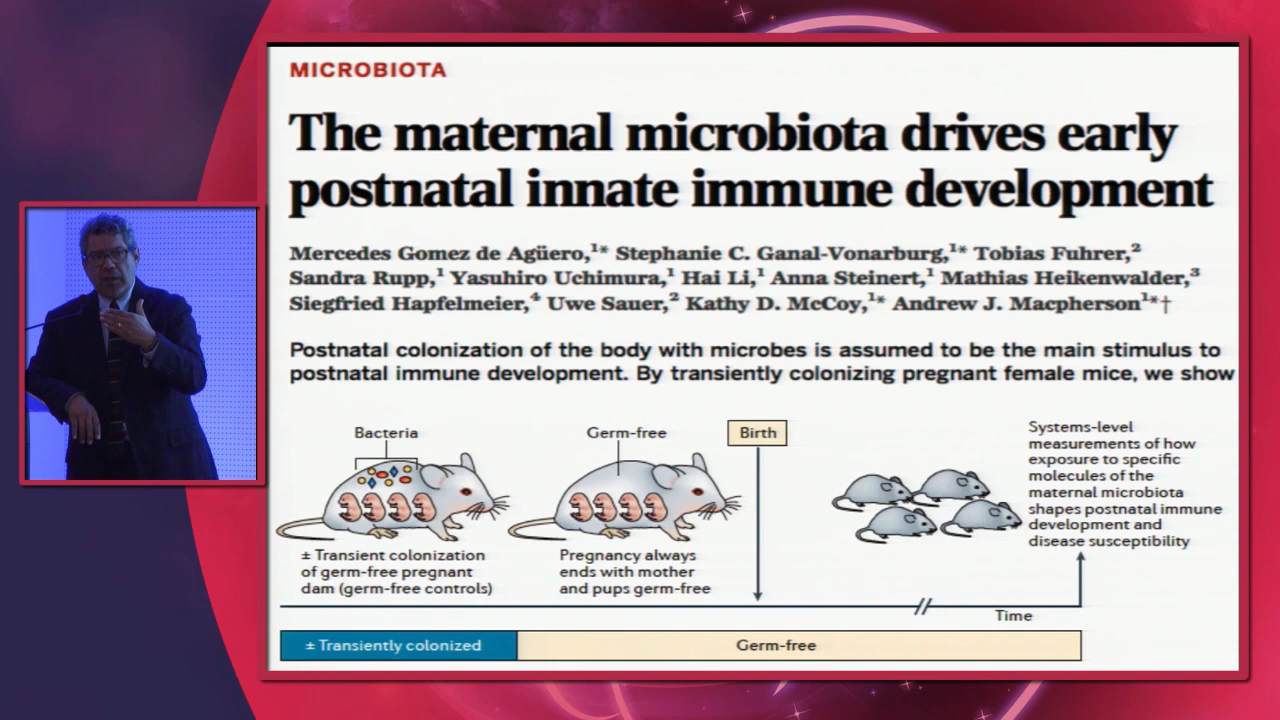 MICROBIOTA
The maternal microbiota drives early
postnatal innate immune development
Mercedes Gomez de Agüero,¹* Stephanie C. Ganal-Vonarburg,¹* Tobias Fuhrer,²
Sandra Rupp,¹ Yasuhiro Uchimura,¹ Hai Li,¹ Anna Steinert,¹ Mathias Heikenwalder,³
Siegfried Hapfelmeier,⁴ Uwe Sauer,² Kathy D. McCoy,¹* Andrew J. Macpherson¹*†
Postnatal colonization of the body with microbes is assumed to be the main stimulus to
postnatal immune development. By transiently colonizing pregnant female mice, we show
Bacteria
± Transient colonization
of germ-free pregnant
dam (germ-free controls)
Germ-free
Pregnancy always
ends with mother
and pups germ-free
Birth
Systems-level
measurements of how
exposure to specific
molecules of the
maternal microbiota
shapes postnatal immune
development and
disease susceptibility
Time
± Transiently colonized
Germ-free